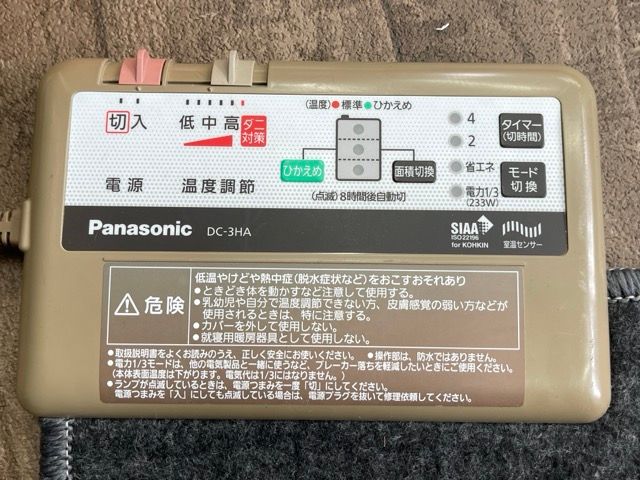 (温度)●標準●ひかえめ
切 入 低 中 高 ダニ対策
4
2
タイマー
(切時間)
ひかえめ
面積切換
省エネ
電力1/3
(233W)
モード
切換
電源 温度調節
(点滅)8時間後自動切
Panasonic DC-3HA
SIAA
ISO22196
for KOHKIN
室温センサー
危険
低温やけどや熱中症(脱水症状など)をおこすおそれあり
●ときどき体を動かすなど注意して使用する。
●乳幼児や自分で温度調節できない方、皮膚感覚の弱い方などが
使用されるときは、特に注意する。
●カバーを外して使用しない。
●就寝用暖房器具として使用しない。
●取扱説明書をよくお読みのうえ、正しく安全にお使いください。 ●操作部は、防水ではありません。
●電力1/3モードは、他の電気製品と一緒に使うなど、ブレーカー落ちを軽減したいときにご使用ください
(本体表面温度は下がります。電気代は1/3にはなりません。)
●ランプが点滅しているときは、電源つまみを一度「切」にしてください。
電源つまみを「入」にしても点滅している場合は、電源プラグを抜いて修理依頼してください。